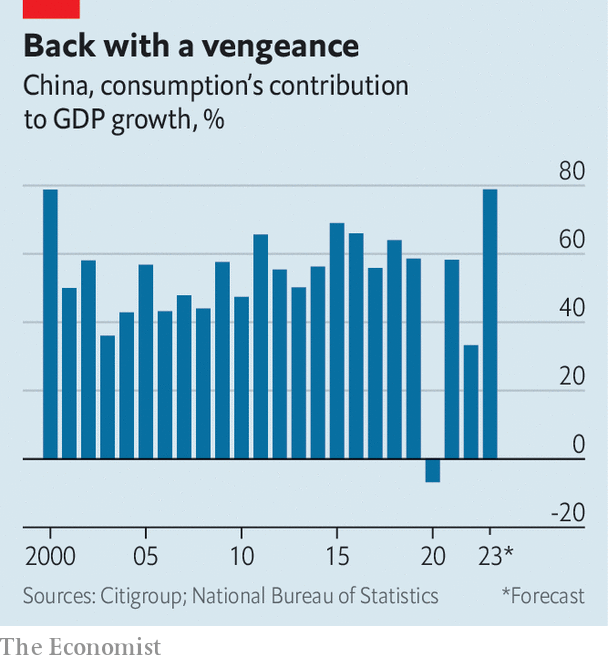 Back with a vengeance
China, consumption's contribution
to GDP growth, %
80
60
40
20
0
-20
2000 05 10 15 20 23*
Sources: Citigroup; National Bureau of Statistics *Forecast
The Economist